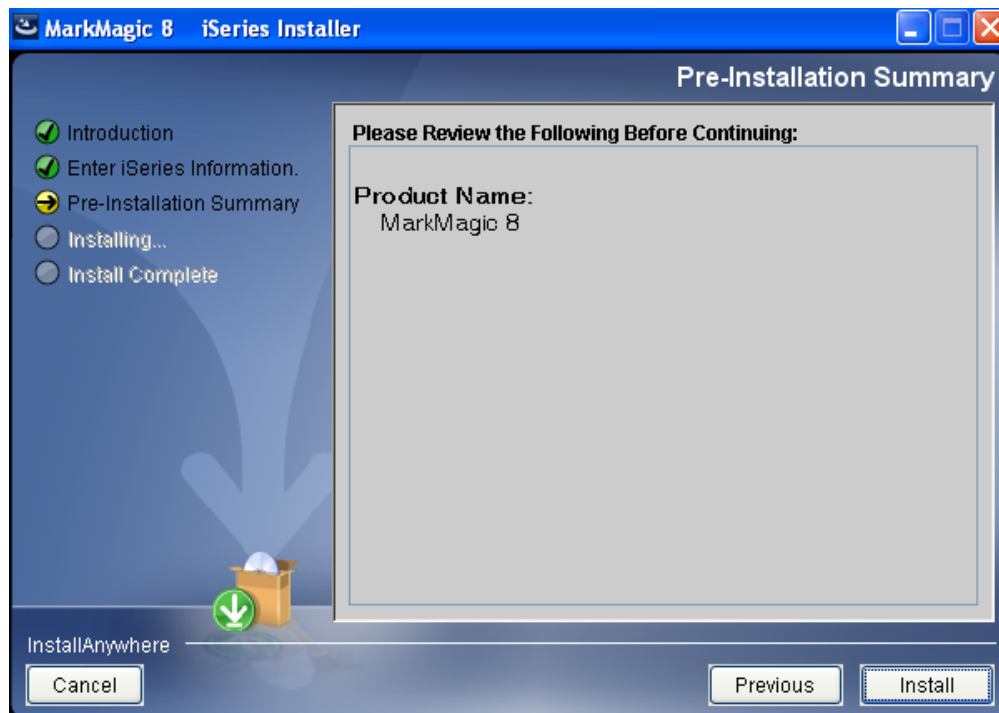 MarkMagic 8 iSeries Installer
Pre-Installation Summary
Introduction
Enter iSeries Information.
Pre-Installation Summary
Installing...
Install Complete
Please Review the Following Before Continuing:
Product Name:
MarkMagic 8
InstallAnywhere
Cancel
Previous
Install